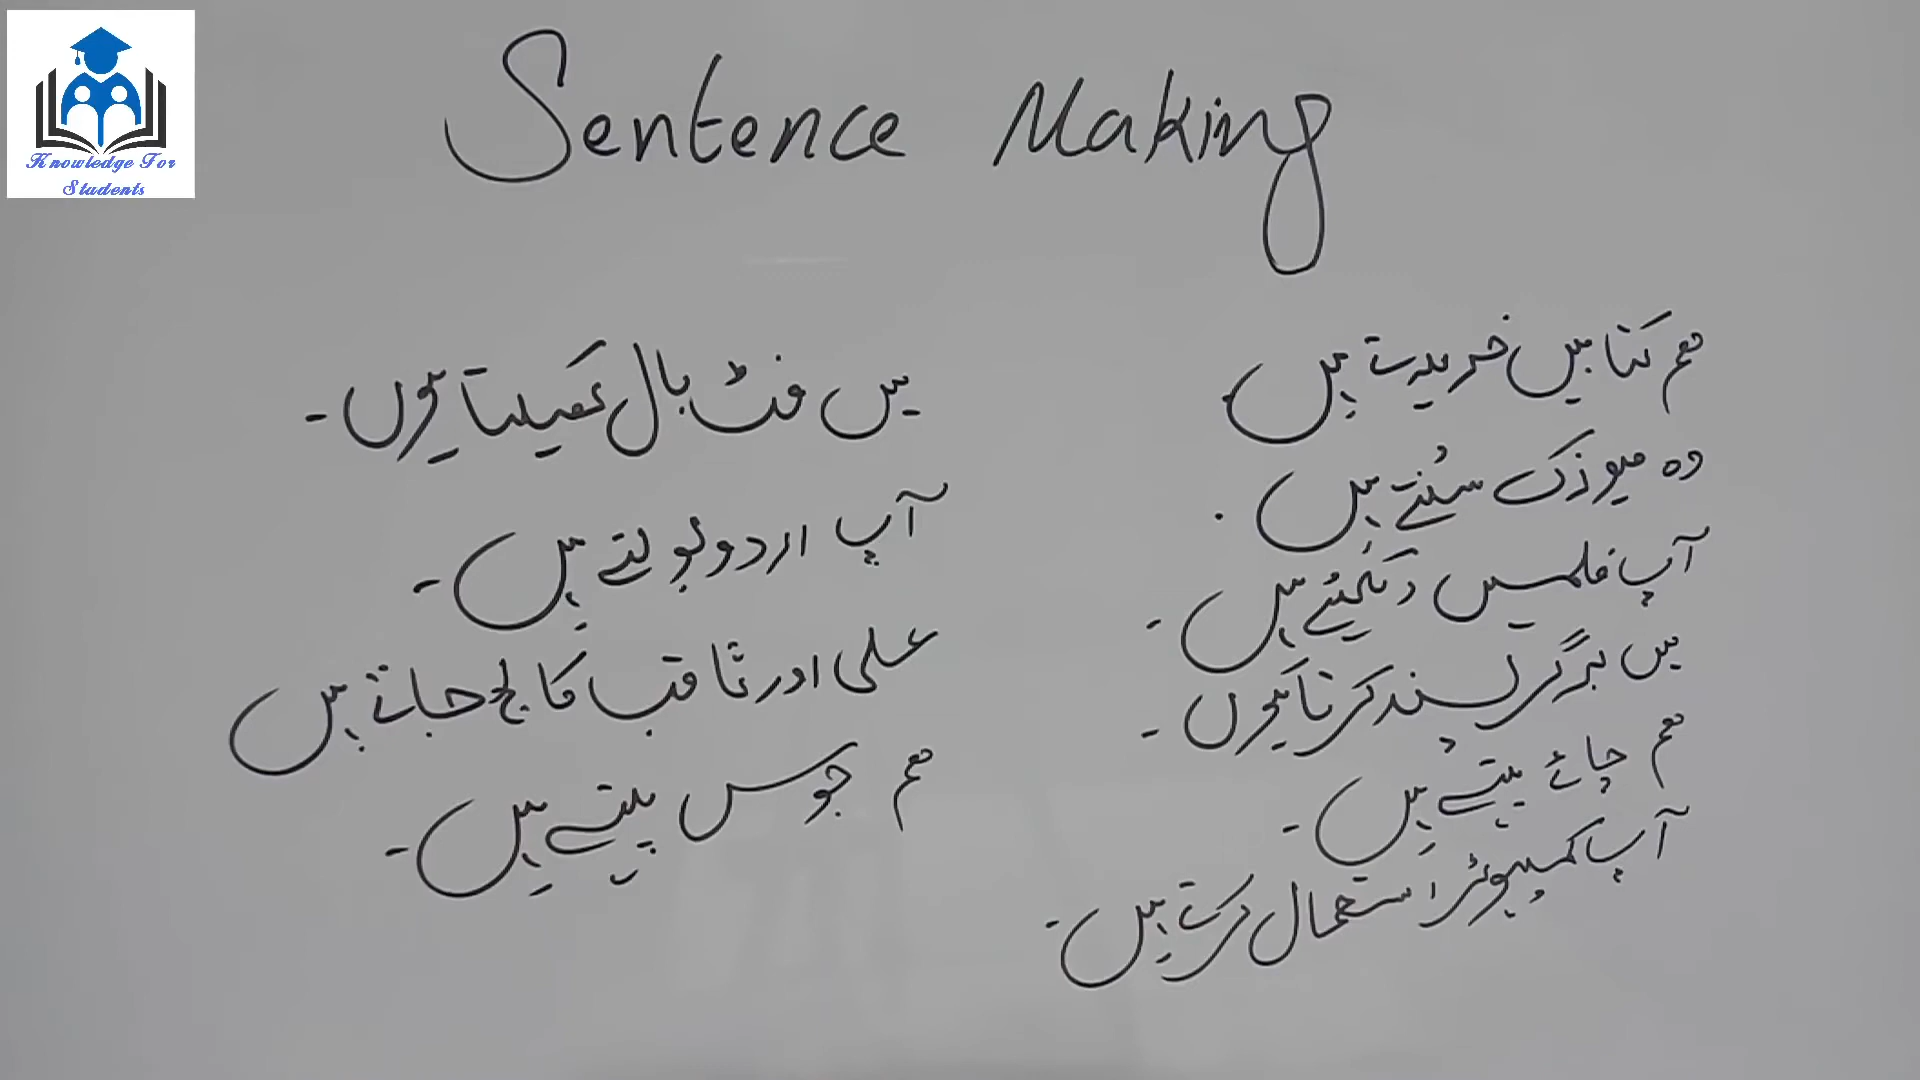 Knowledge For
Students
Sentence Making
ہم کتابیں خریدتے ہیں.
وہ میوزک سُنتے ہیں.
آپ فلمیں دیکھتے ہیں۔
میں برگر پسند کرتا ہوں۔
ہم چائے پیتے ہیں۔
آپ کمپیوٹر استعمال کرتے ہیں۔
میں فٹ بال کھیلتا ہوں۔
آپ اردو بولتے ہیں۔
علی اور ثاقب کالج جاتے ہیں
ہم جوس پیتے ہیں۔